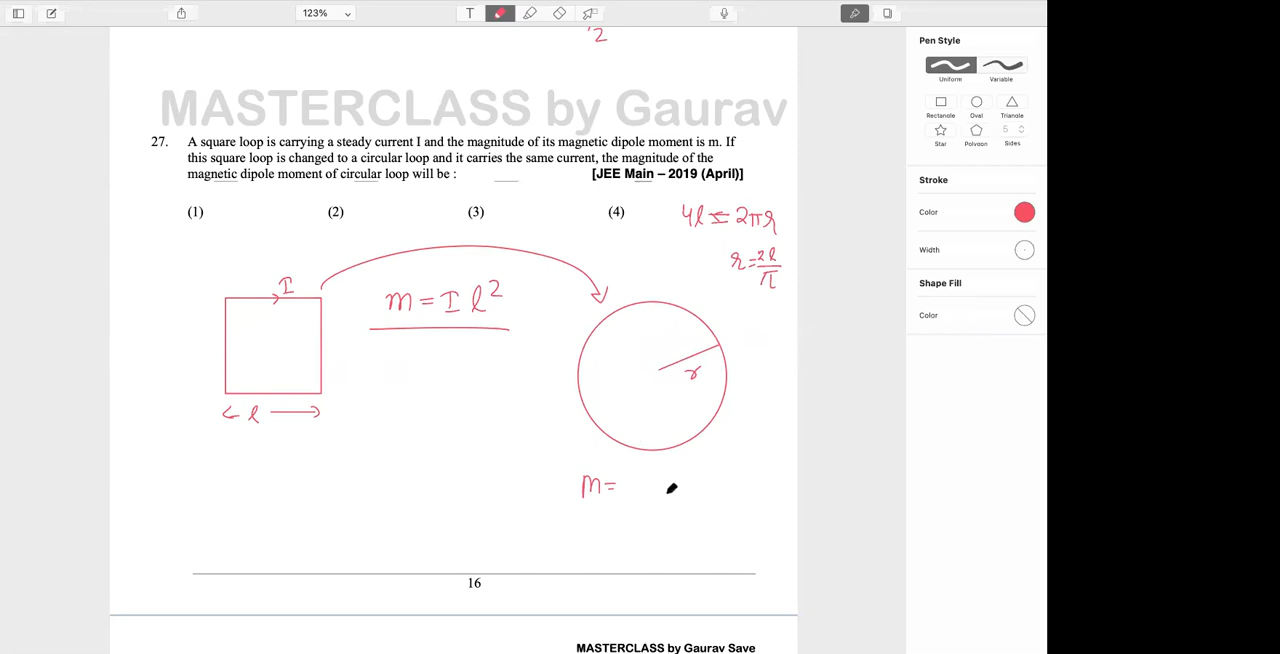 123%
T
'2
Pen Style
Uniform
Variable
Rectangle
Oval
Triangle
5
Star
Polygon
Sides
Stroke
Color
Width
Shape Fill
Color
MASTERCLASS by Gaurav
27. A square loop is carrying a steady current I and the magnitude of its magnetic dipole moment is m. If
this square loop is changed to a circular loop and it carries the same current, the magnitude of the
magnetic dipole moment of circular loop will be : [JEE Main – 2019 (April)]
(1) (2) (3) (4)
4l = 2πr
r = 2l/π
I
m = I l²
r
← l →
m =
16
MASTERCLASS by Gaurav Save